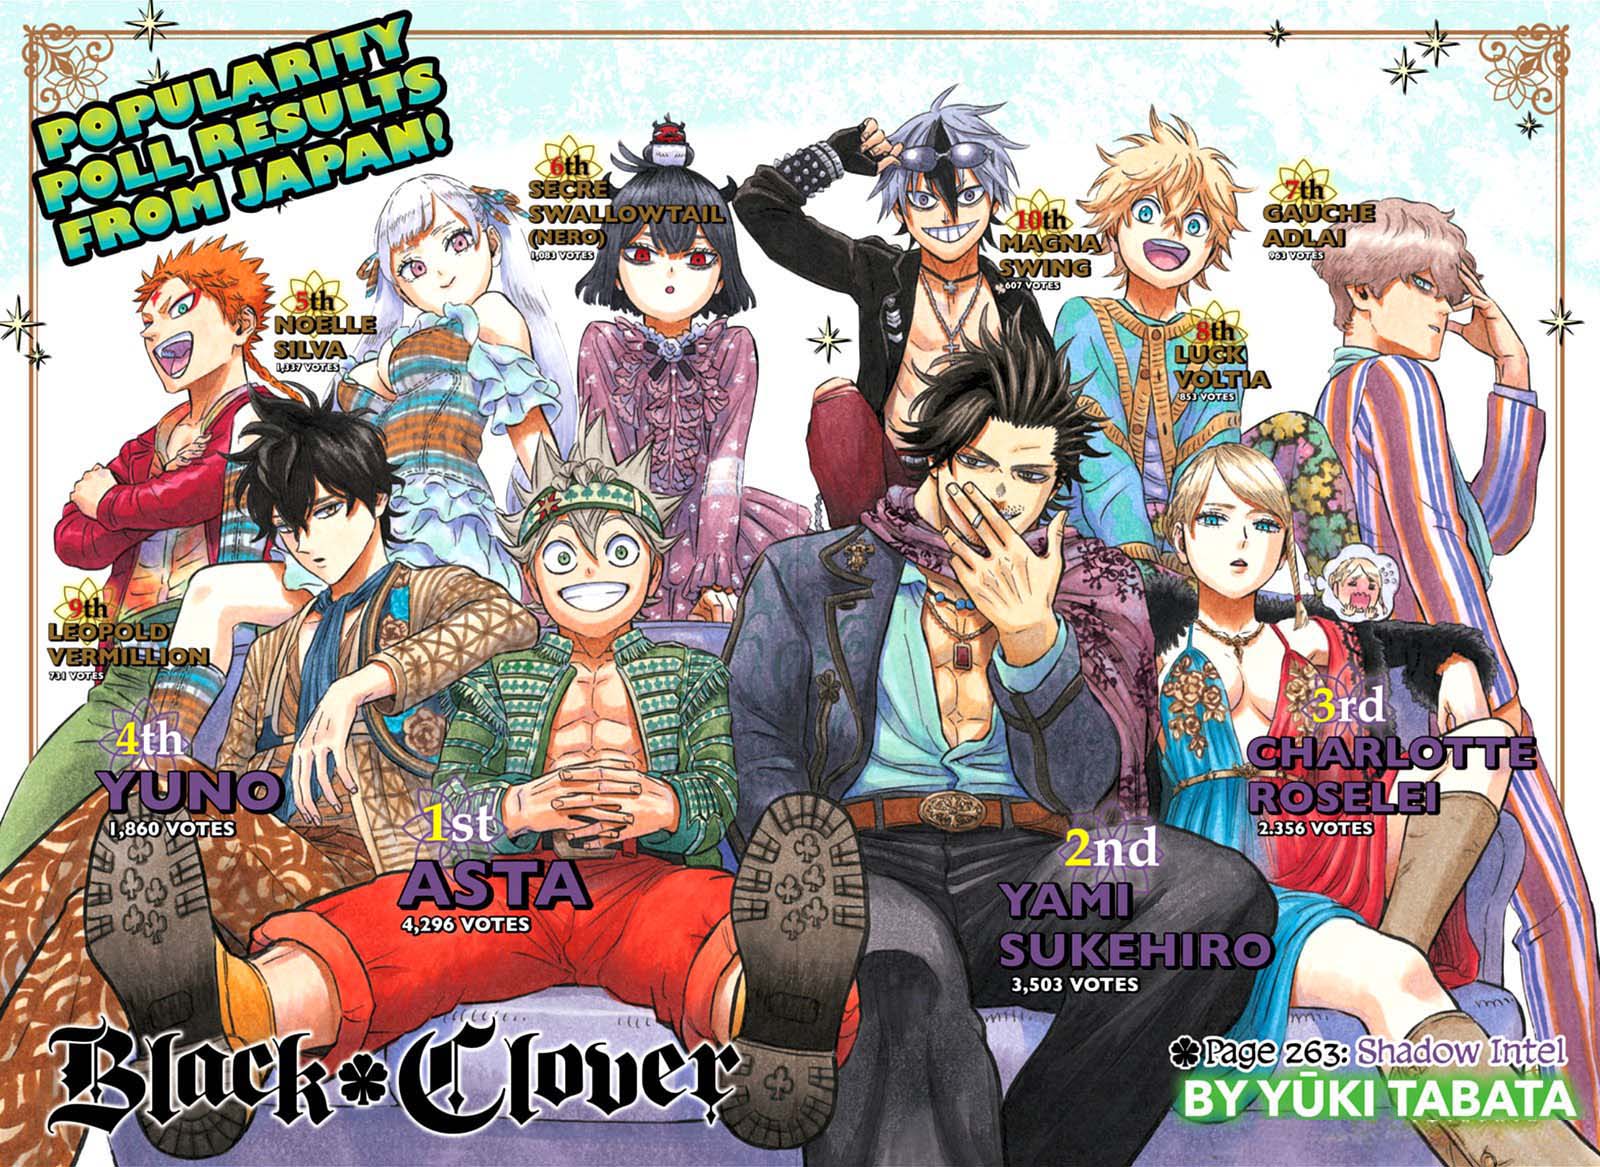 POPULARITY
POLL RESULTS
FROM JAPAN!
6th
SECRE
SWALLOWTAIL
(NERO)
1,083 VOTES
10th
MAGNA
SWING
607 VOTES
7th
GAUCHE
ADLAI
963 VOTES
5th
NOELLE
SILVA
1,337 VOTES
8th
LUCK
VOLTIA
853 VOTES
9th
LEOPOLD
VERMILLION
731 VOTES
4th
YUNO
1,860 VOTES
1st
ASTA
4,296 VOTES
3rd
CHARLOTTE
ROSELEI
2.356 VOTES
2nd
YAMI
SUKEHIRO
3,503 VOTES
Black Clover
Page 263: Shadow Intel
BY YŪKI TABATA